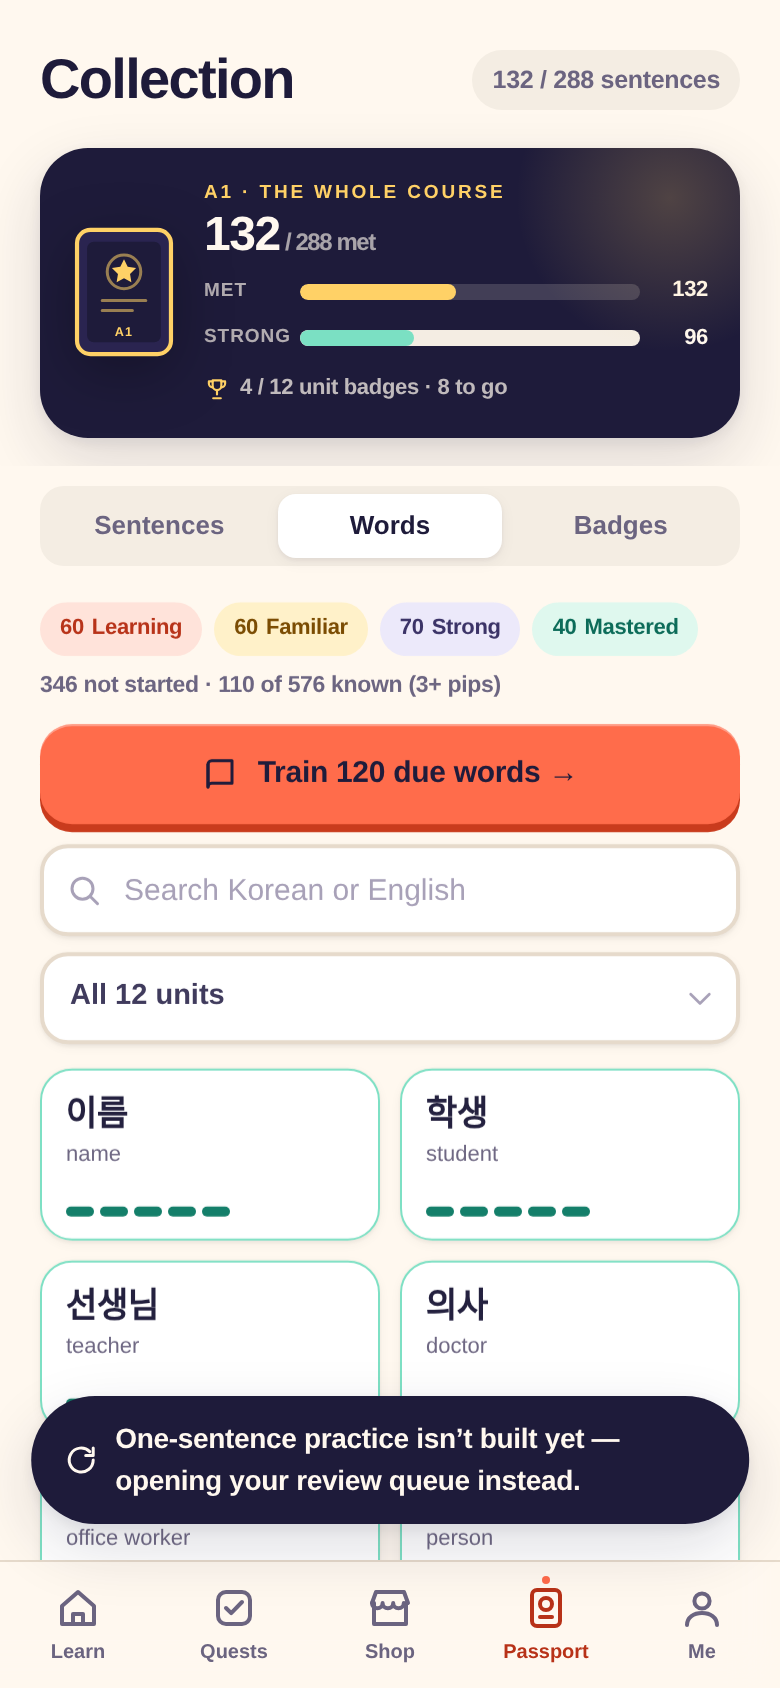 Collection
132 / 288 sentences
A1 · THE WHOLE COURSE
132 / 288 met
A1
MET 132
STRONG 96
4 / 12 unit badges · 8 to go
Sentences Words Badges
60 Learning 60 Familiar 70 Strong 40 Mastered
346 not started · 110 of 576 known (3+ pips)
Train 120 due words →
Search Korean or English
All 12 units
이름 학생
name student
선생님 의사
teacher doctor
One-sentence practice isn’t built yet —
opening your review queue instead.
office worker person
Learn Quests Shop Passport Me